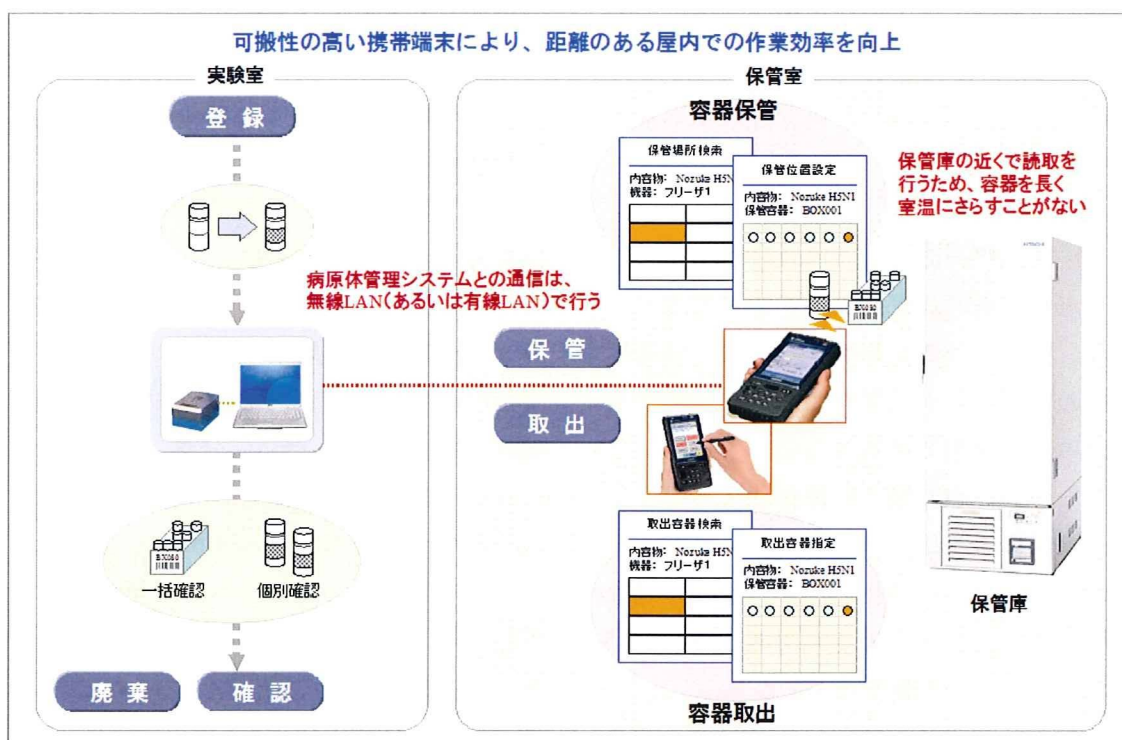 可搬性の高い携帯端末により、距離のある屋内での作業効率を向上
実験室
登録
病原体管理システムとの通信は、
無線LAN(あるいは有線LAN)で行う
一括確認
個別確認
廃棄
確認
保管室
容器保管
保管場所検索
内容物: Nozuke H5N
機器: フリーザ1
保管位置設定
内容物: Nozuke H5N1
保管容器: BOX001
保管庫の近くで読取を
行うため、容器を長く
室温にさらすことがない
保管
取出
取出容器検索
内容物: Nozuke H5N
機器: フリーザ1
取出容器指定
内容物: Nozuke H5N1
保管容器: BOX001
容器取出
保管庫